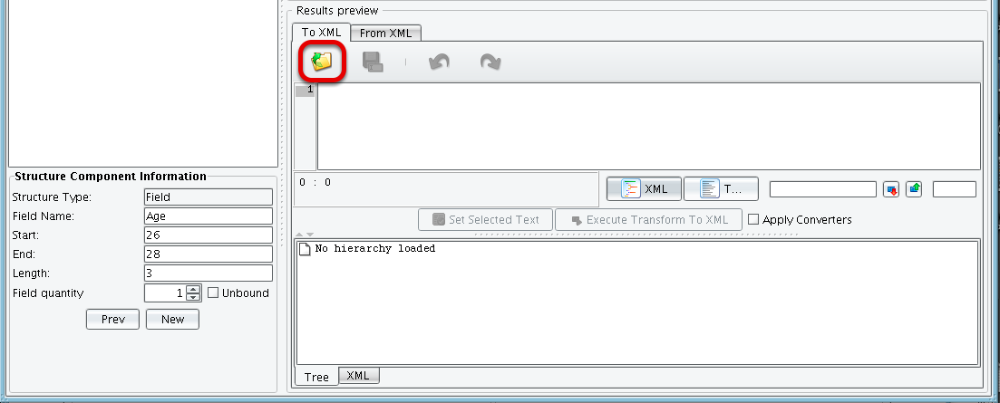 Results preview
To XML From XML
1
0 : 0
XML T...
Set Selected Text Execute Transform To XML Apply Converters
No hierarchy loaded
Tree XML
Structure Component Information
Structure Type: Field
Field Name: Age
Start: 26
End: 28
Length: 3
Field quantity 1 Unbound
Prev New